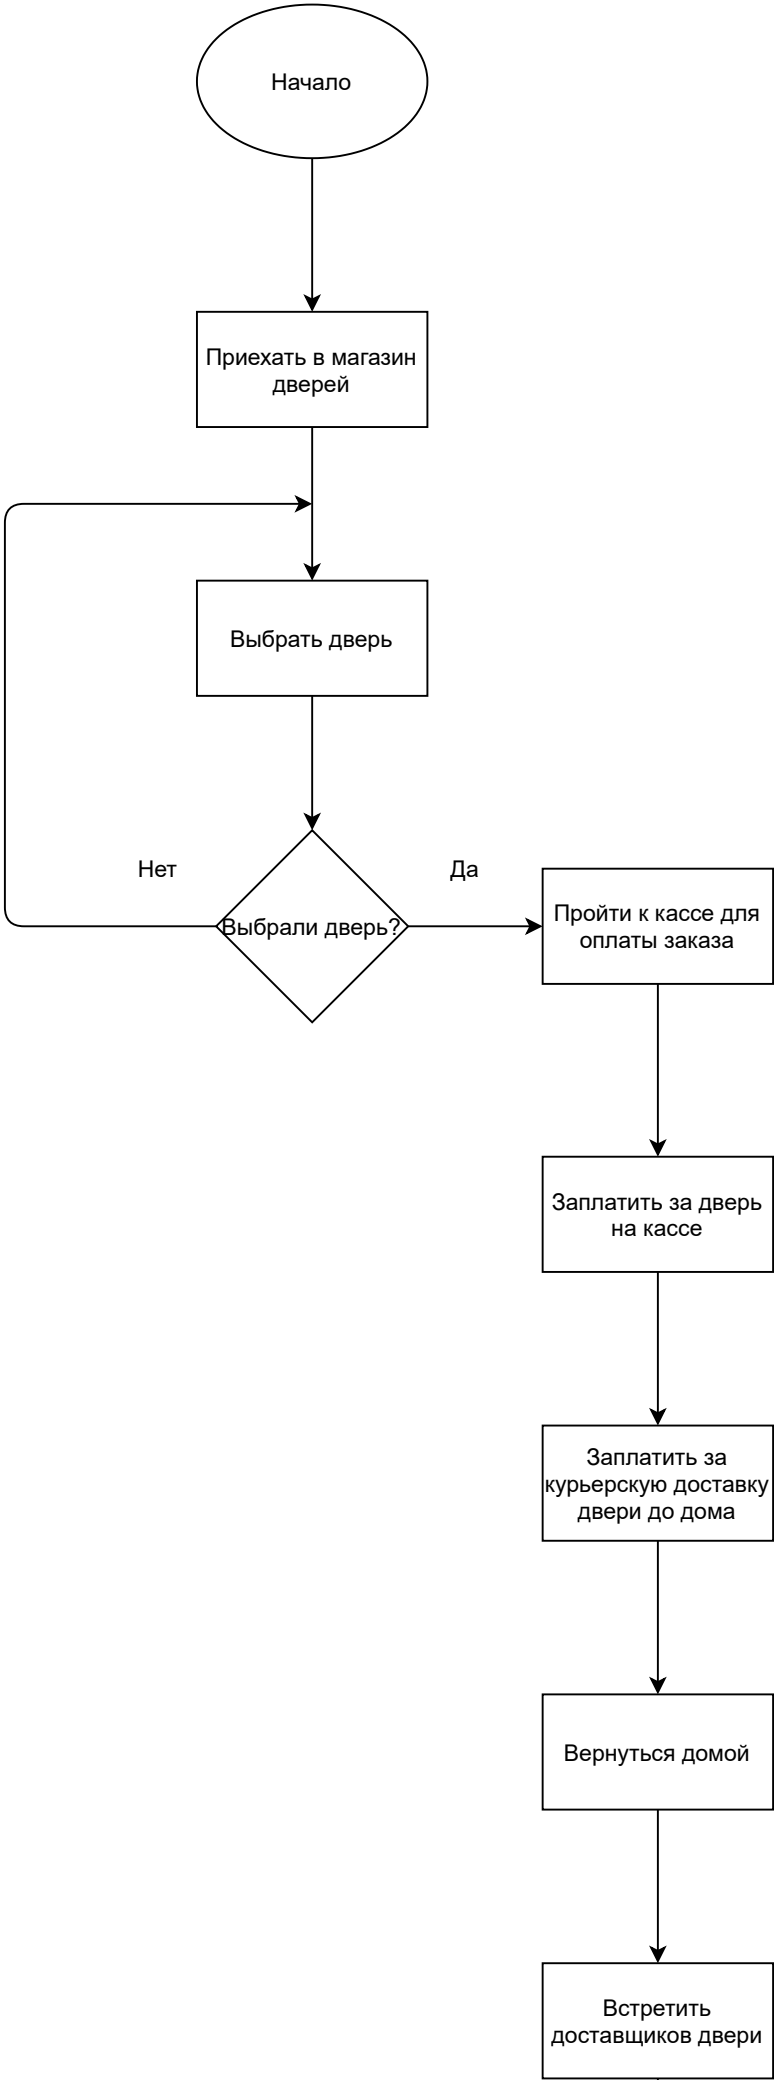 Начало
Приехать в магазин
дверей
Выбрать дверь
Нет
Да
Выбрали дверь?
Пройти к кассе для
оплаты заказа
Заплатить за дверь
на кассе
Заплатить за
курьерскую доставку
двери до дома
Вернуться домой
Встретить
доставщиков двери